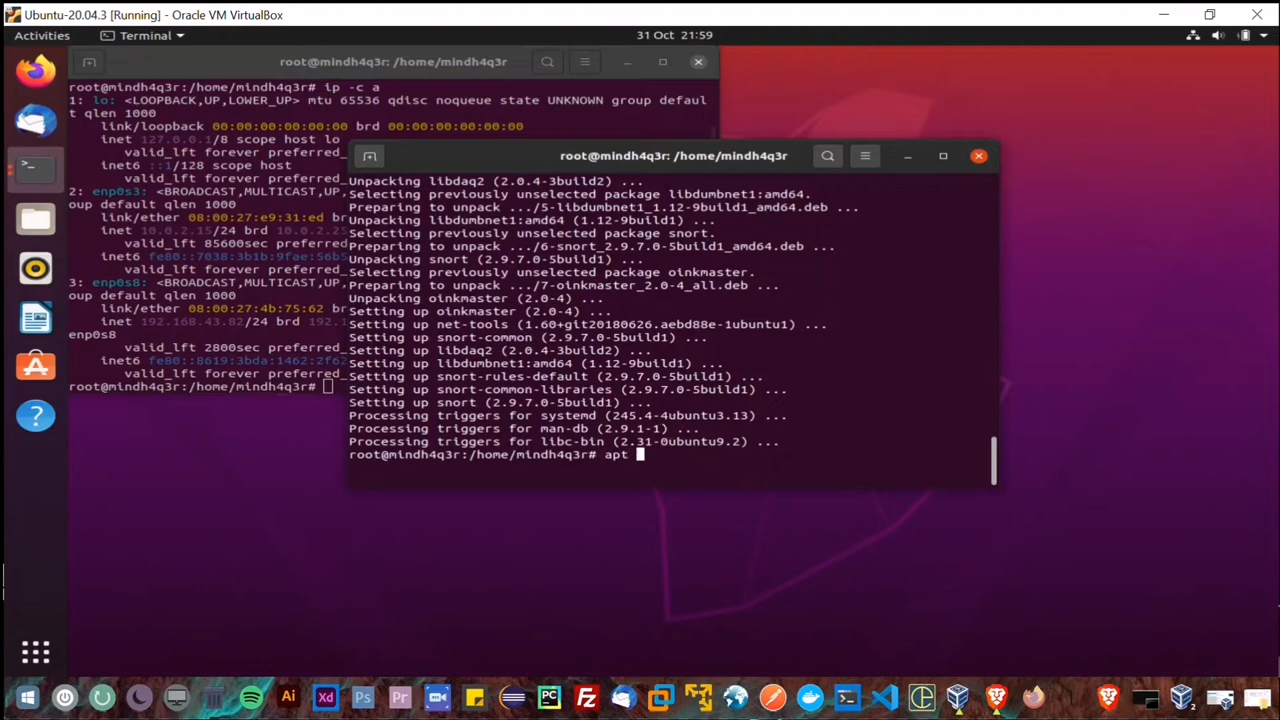 Ubuntu-20.04.3 [Running] - Oracle VM VirtualBox
Activities
Terminal
31 Oct 21:59
root@mindh4q3r: /home/mindh4q3r
root@mindh4q3r:/home/mindh4q3r# ip -c a
1: lo: <LOOPBACK,UP,LOWER_UP> mtu 65536 qdisc noqueue state UNKNOWN group defaul
t qlen 1000
link/loopback 00:00:00:00:00:00 brd 00:00:00:00:00:00
inet 127.0.0.1/8 scope host lo
valid_lft forever preferred_
inet6 ::1/128 scope host
valid_lft forever preferred_
2: enp0s3: <BROADCAST,MULTICAST,UP,
oup default qlen 1000
link/ether 08:00:27:e9:31:ed br
inet 10.0.2.15/24 brd 10.0.2.25
valid_lft 85600sec preferred_
inet6 fe80::7038:3b1b:9fae:56b5
valid_lft forever preferred_
3: enp0s8: <BROADCAST,MULTICAST,UP,
oup default qlen 1000
link/ether 08:00:27:4b:75:62 br
inet 192.168.43.82/24 brd 192.1
enp0s8
valid_lft 2800sec preferred_l
inet6 fe80::8619:3bda:1462:2f62
valid_lft forever preferred_
root@mindh4q3r:/home/mindh4q3r#
root@mindh4q3r: /home/mindh4q3r
Unpacking libdaq2 (2.0.4-3build2) ...
Selecting previously unselected package libdumbnet1:amd64.
Preparing to unpack .../5-libdumbnet1_1.12-9build1_amd64.deb ...
Unpacking libdumbnet1:amd64 (1.12-9build1) ...
Selecting previously unselected package snort.
Preparing to unpack .../6-snort_2.9.7.0-5build1_amd64.deb ...
Unpacking snort (2.9.7.0-5build1) ...
Selecting previously unselected package oinkmaster.
Preparing to unpack .../7-oinkmaster_2.0-4_all.deb ...
Unpacking oinkmaster (2.0-4) ...
Setting up oinkmaster (2.0-4) ...
Setting up net-tools (1.60+git20180626.aebd88e-1ubuntu1) ...
Setting up snort-common (2.9.7.0-5build1) ...
Setting up libdaq2 (2.0.4-3build2) ...
Setting up libdumbnet1:amd64 (1.12-9build1) ...
Setting up snort-rules-default (2.9.7.0-5build1) ...
Setting up snort-common-libraries (2.9.7.0-5build1) ...
Setting up snort (2.9.7.0-5build1) ...
Processing triggers for systemd (245.4-4ubuntu3.13) ...
Processing triggers for man-db (2.9.1-1) ...
Processing triggers for libc-bin (2.31-0ubuntu9.2) ...
root@mindh4q3r:/home/mindh4q3r# apt
Ai
Xd
Ps
Pr
PC
FZ
2